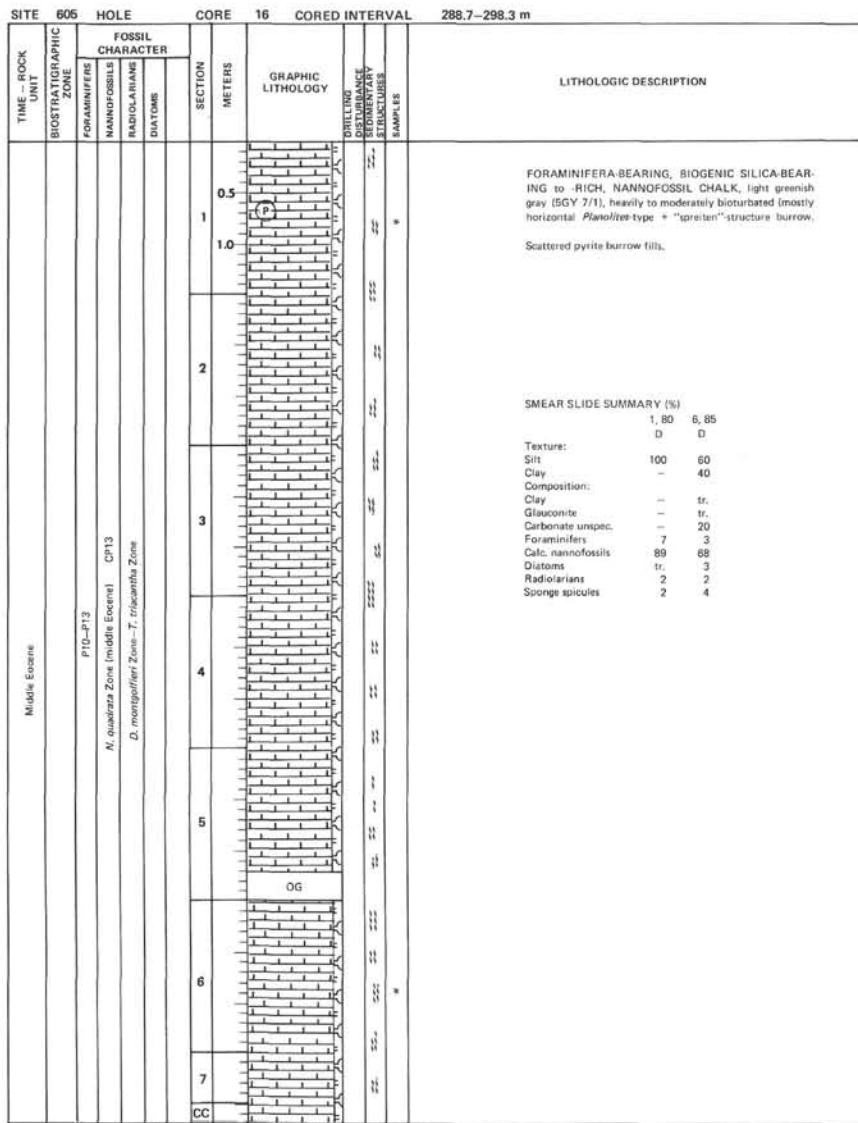 SITE 605 HOLE CORE 16 CORED INTERVAL 288.7–298.3 m
TIME – ROCK UNIT
BIOSTRATIGRAPHIC ZONE
FOSSIL CHARACTER
FORAMINIFERS
NANNOFOSSILS
RADIOLARIANS
DIATOMS
SECTION
METERS
GRAPHIC LITHOLOGY
DRILLING DISTURBANCE
SEDIMENTARY STRUCTURES
SAMPLES
LITHOLOGIC DESCRIPTION
Middle Eocene
P10–P13
N. quadrata Zone (middle Eocene) CP13
D. montgolfieri Zone–T. triacantha Zone
1
0.5
P
1.0
*
2
3
4
5
OG
6
*
7
CC
FORAMINIFERA-BEARING, BIOGENIC SILICA-BEAR-
ING to -RICH, NANNOFOSSIL CHALK, light greenish
gray (5GY 7/1), heavily to moderately bioturbated (mostly
horizontal Planolites-type + "spreiten"-structure burrow.
Scattered pyrite burrow fills.
SMEAR SLIDE SUMMARY (%)
1, 80 6, 85
D D
Texture:
Silt 100 60
Clay – 40
Composition:
Clay – tr.
Glauconite – tr.
Carbonate unspec. – 20
Foraminifers 7 3
Calc. nannofossils 89 68
Diatoms tr. 3
Radiolarians 2 2
Sponge spicules 2 4